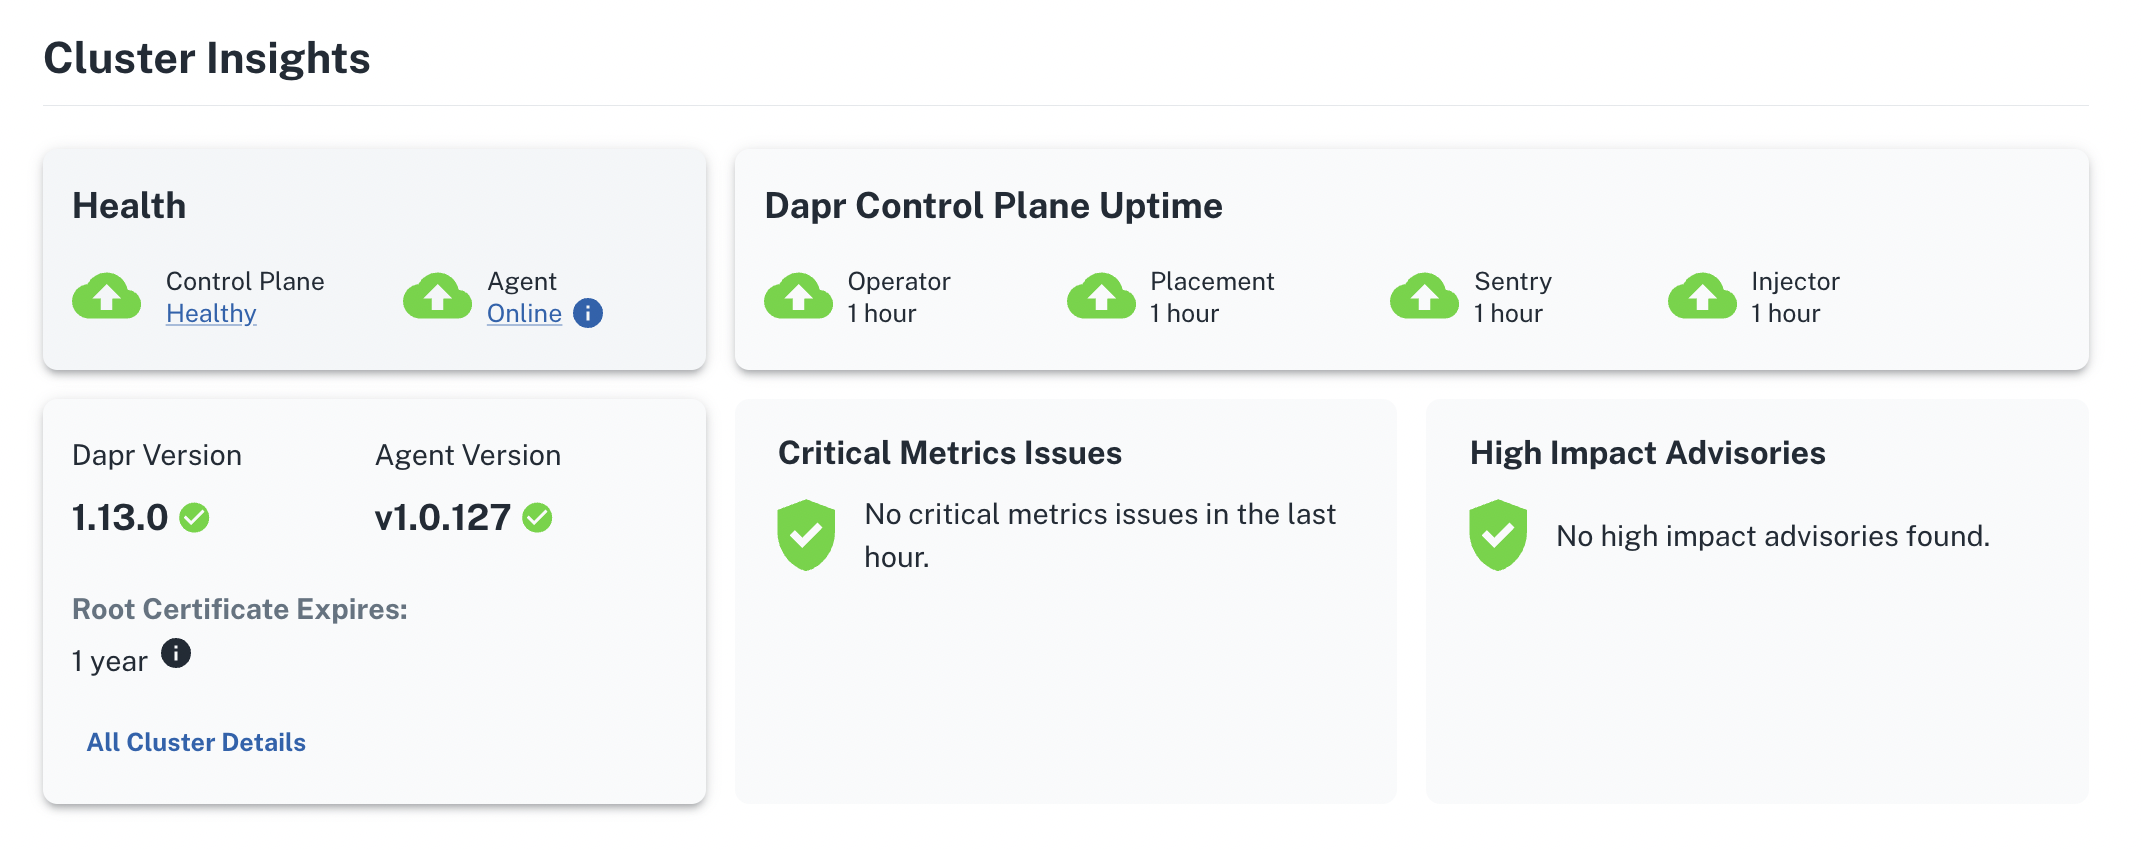 Cluster Insights
Health
Control Plane
Healthy
Agent
Online
Dapr Control Plane Uptime
Operator
1 hour
Placement
1 hour
Sentry
1 hour
Injector
1 hour
Dapr Version
1.13.0
Agent Version
v1.0.127
Root Certificate Expires:
1 year
All Cluster Details
Critical Metrics Issues
No critical metrics issues in the last
hour.
High Impact Advisories
No high impact advisories found.